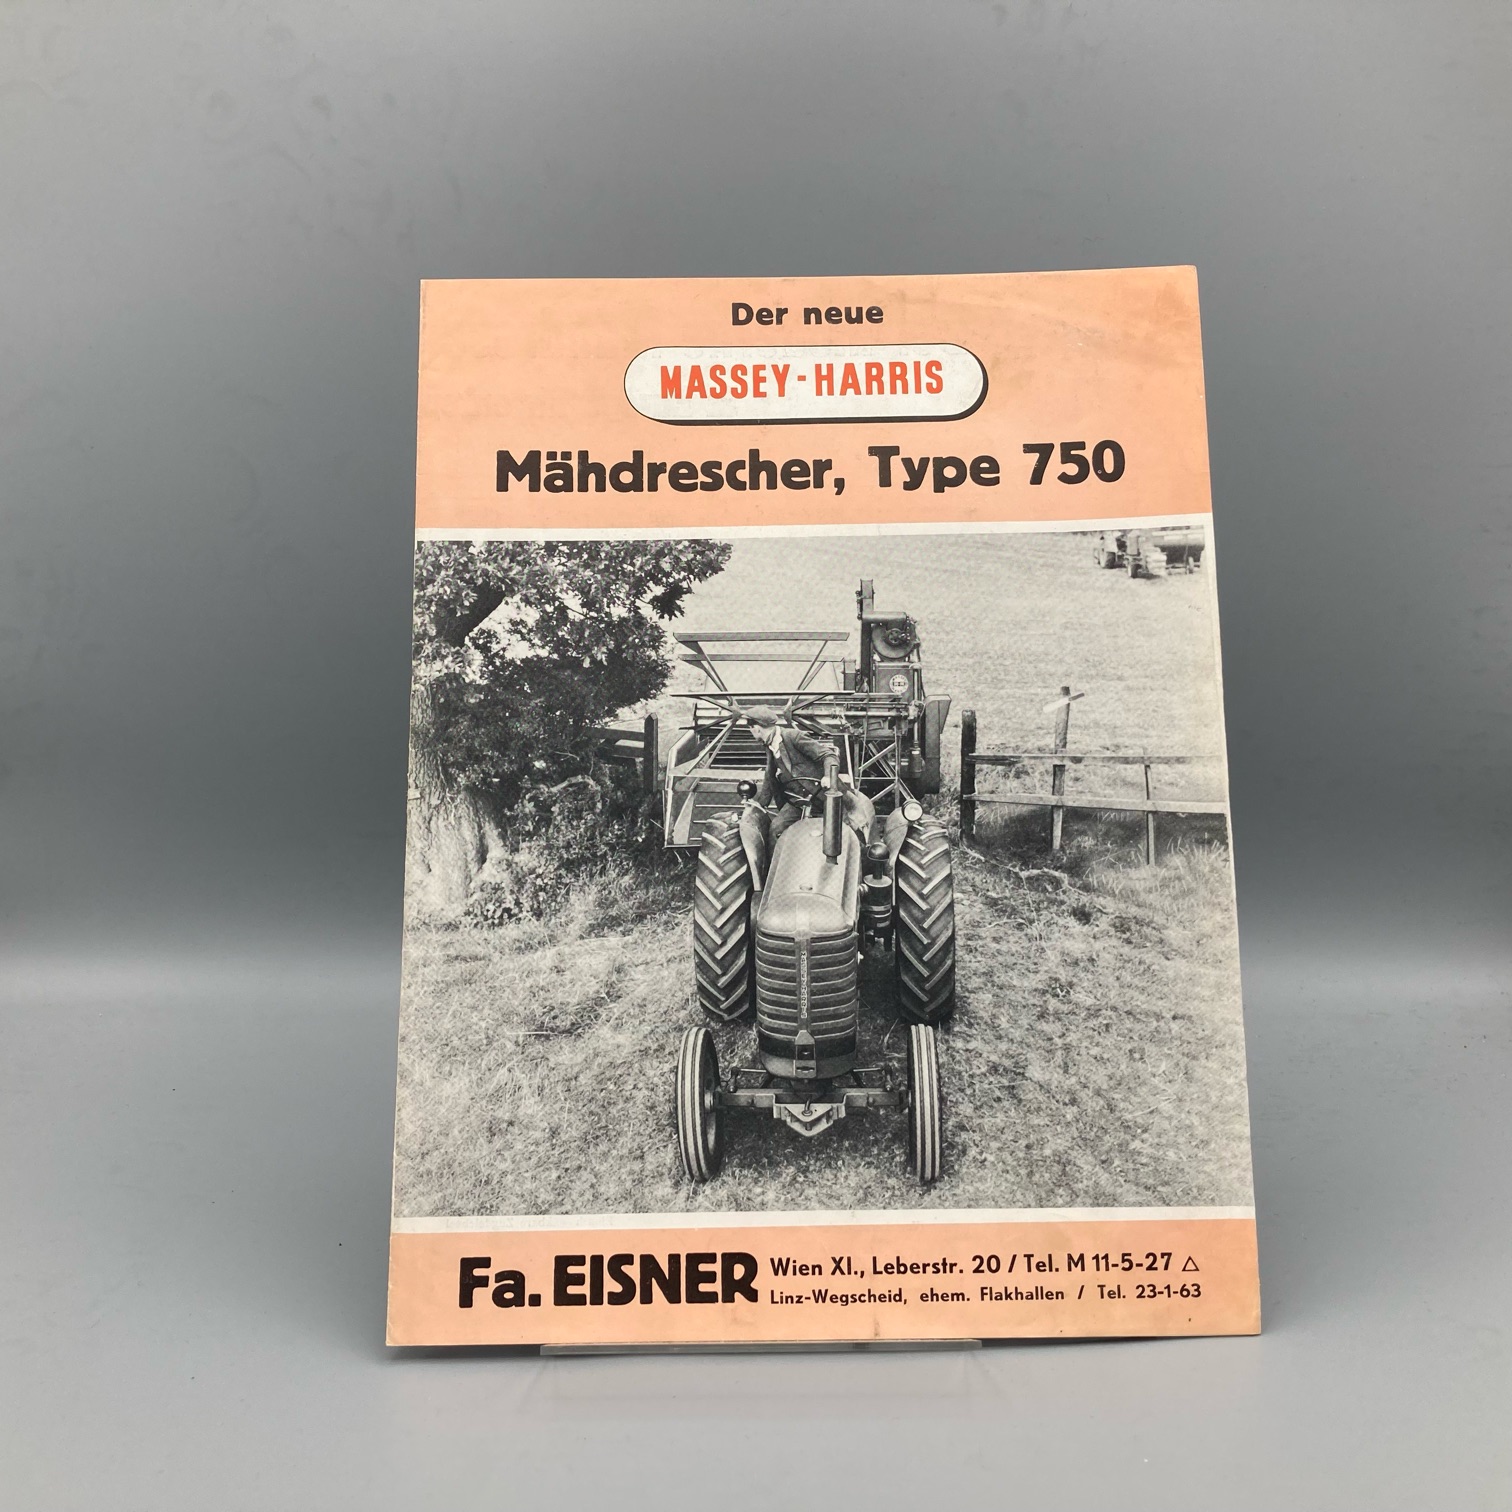 Der neue
MASSEY-HARRIS
Mähdrescher, Type 750
Fa. EISNER
Wien XI., Leberstr. 20 / Tel. M 11-5-27 △
Linz-Wegscheid, ehem. Flakhallen / Tel. 23-1-63